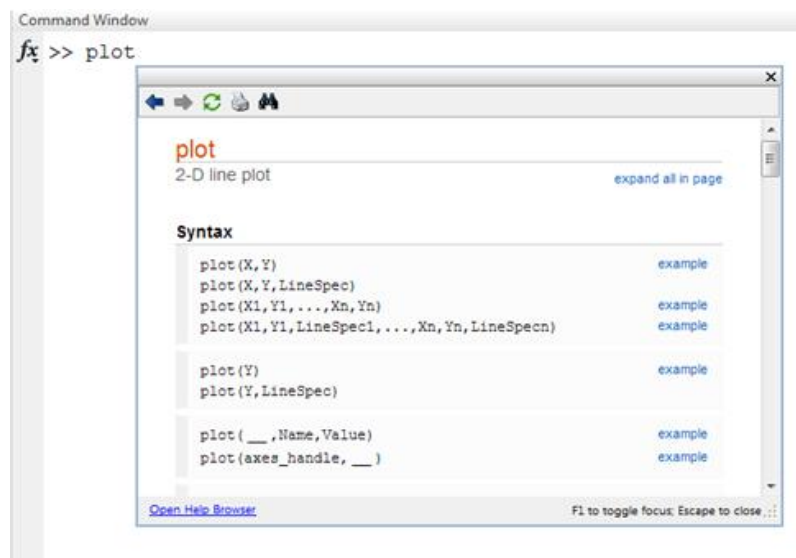 Command Window
fx >> plot
plot
2-D line plot expand all in page
Syntax
plot(X,Y) example
plot(X,Y,LineSpec)
plot(X1,Y1,...,Xn,Yn) example
plot(X1,Y1,LineSpec1,...,Xn,Yn,LineSpecn) example
plot(Y) example
plot(Y,LineSpec)
plot(__,Name,Value) example
plot(axes_handle,__) example
Open Help Browser F1 to toggle focus; Escape to close